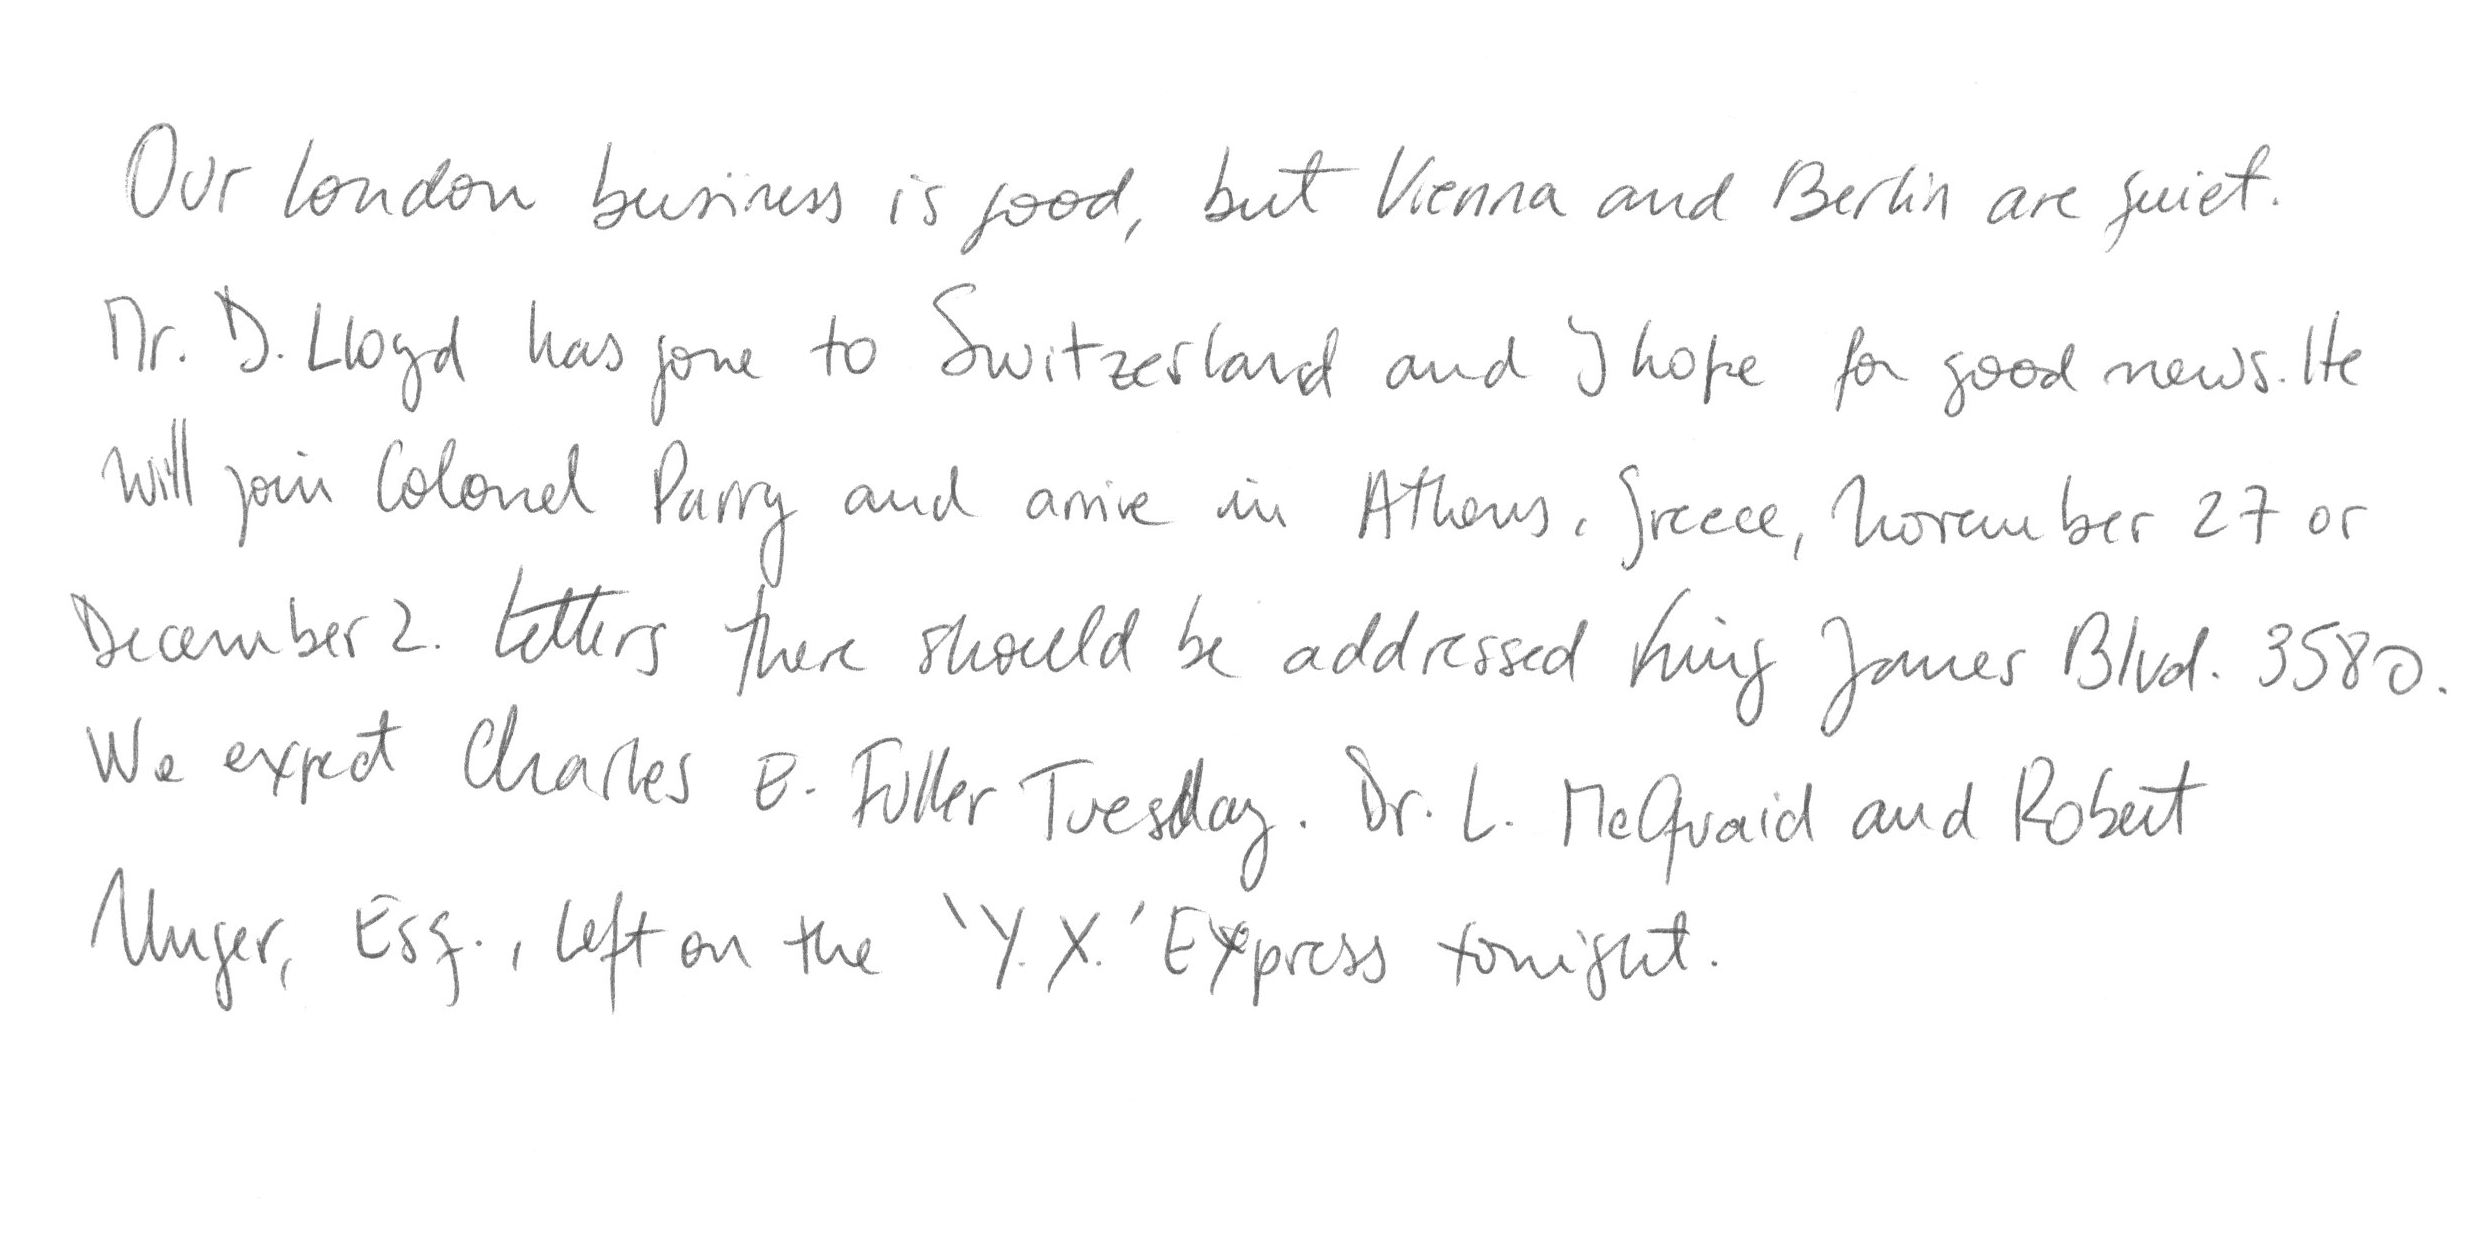 Our London business is good, but Vienna and Berlin are quiet.
Mr. D. Lloyd has gone to Switzerland and I hope for good news. He
will join Colonel Parry and arrive in Athens, Greece, November 27 or
December 2. Letters there should be addressed King James Blvd. 3580.
We expect Charles E. Fuller Tuesday. Dr. L. McQuaid and Robert
Unger, Esq., left on the 'Y.X.' Express tonight.